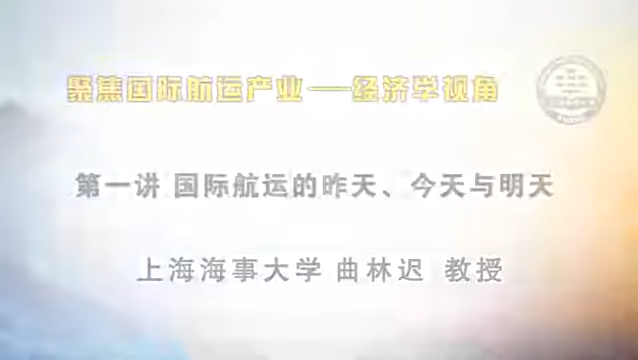 聚焦国际航运产业——经济学视角
第一讲 国际航运的昨天、今天与明天
上海海事大学 曲林迟 教授